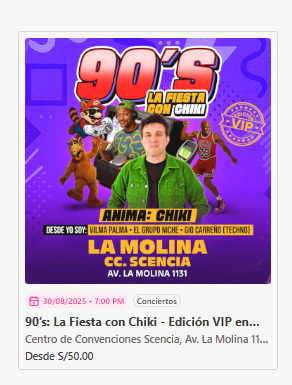 90'S
LA FIESTA
CON CHIKI
EDICIÓN
VIP
ANIMA: CHIKI
DESDE YO SOY: VILMA PALMA • EL GRUPO NICHE • GIO CARREÑO (TECHNO)
LA MOLINA
CC. SCENCIA
AV. LA MOLINA 1131
30/08/2025 • 7:00 PM Conciertos
90's: La Fiesta con Chiki - Edición VIP en...
Centro de Convenciones Scencia, Av. La Molina 11...
Desde S/50.00